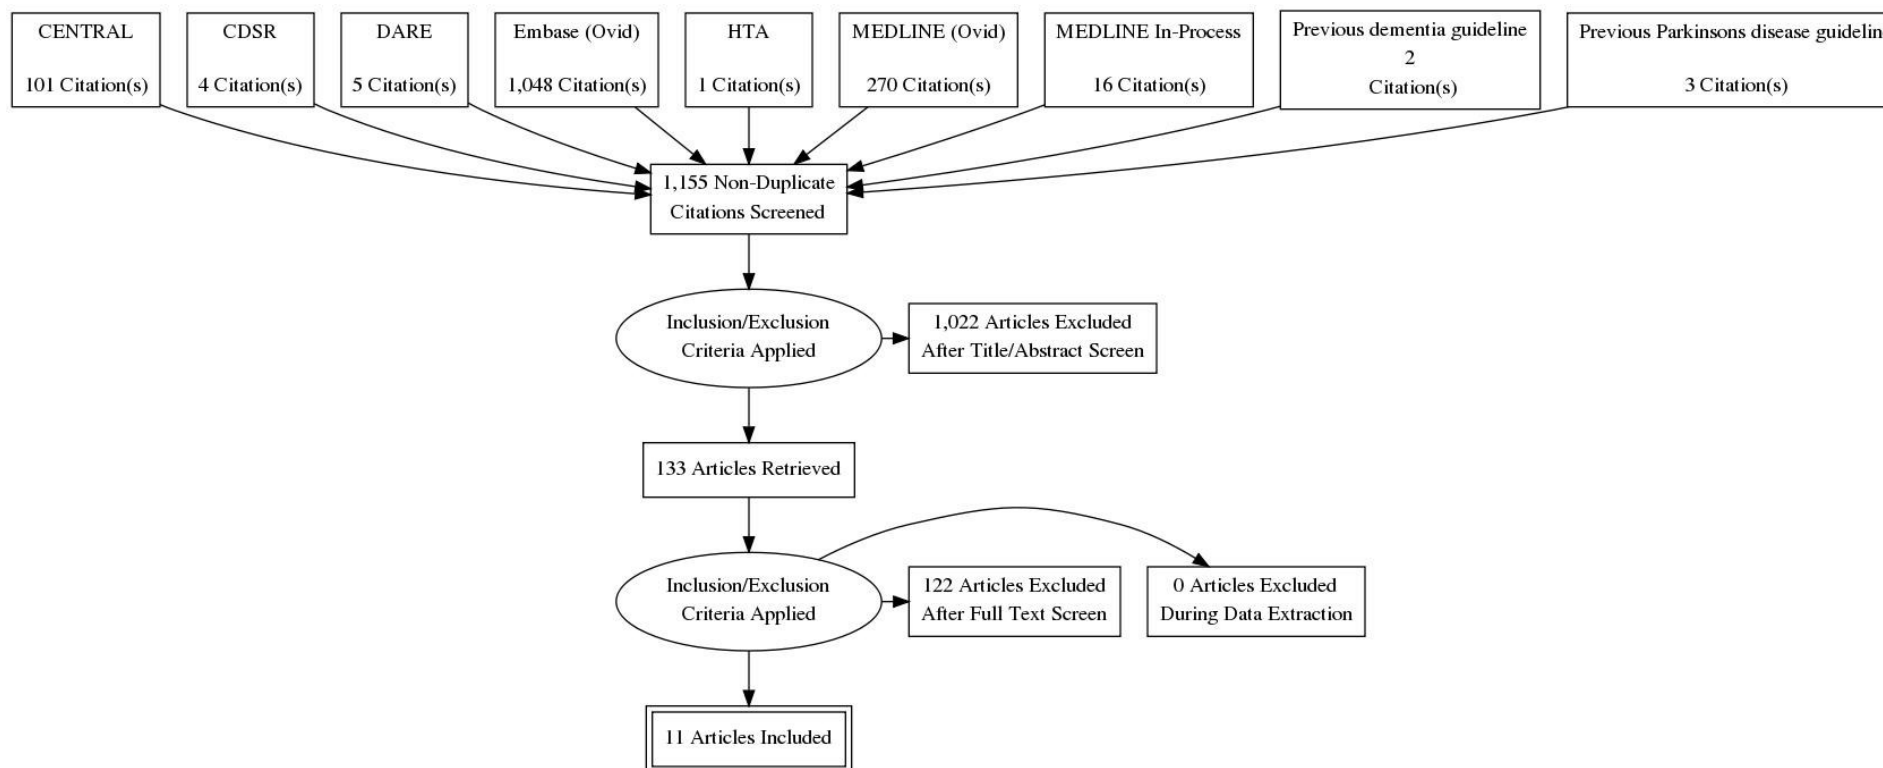 CENTRAL
101 Citation(s)
CDSR
4 Citation(s)
DARE
5 Citation(s)
Embase (Ovid)
1,048 Citation(s)
HTA
1 Citation(s)
MEDLINE (Ovid)
270 Citation(s)
MEDLINE In-Process
16 Citation(s)
Previous dementia guideline
2
Citation(s)
Previous Parkinsons disease guidelin
3 Citation(s)
1,155 Non-Duplicate
Citations Screened
Inclusion/Exclusion
Criteria Applied
1,022 Articles Excluded
After Title/Abstract Screen
133 Articles Retrieved
Inclusion/Exclusion
Criteria Applied
122 Articles Excluded
After Full Text Screen
0 Articles Excluded
During Data Extraction
11 Articles Included